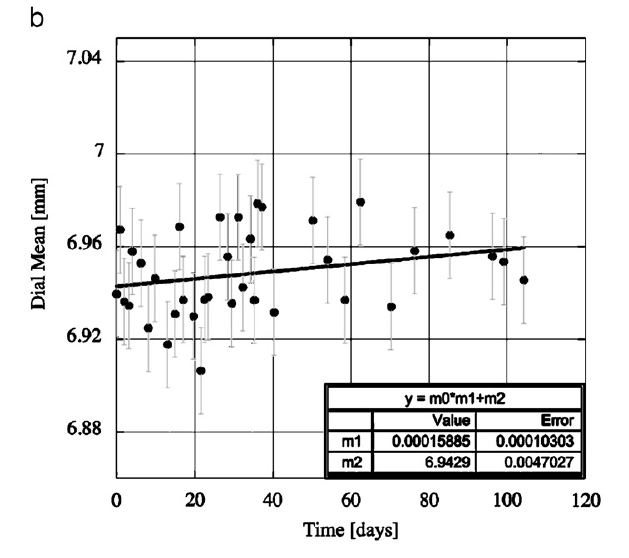 b
7.04
7
6.96
6.92
6.88
Dial Mean [mm]
y = m0*m1+m2
Value Error
m1 0.00015885 0.00010303
m2 6.9429 0.0047027
0 20 40 60 80 100 120
Time [days]